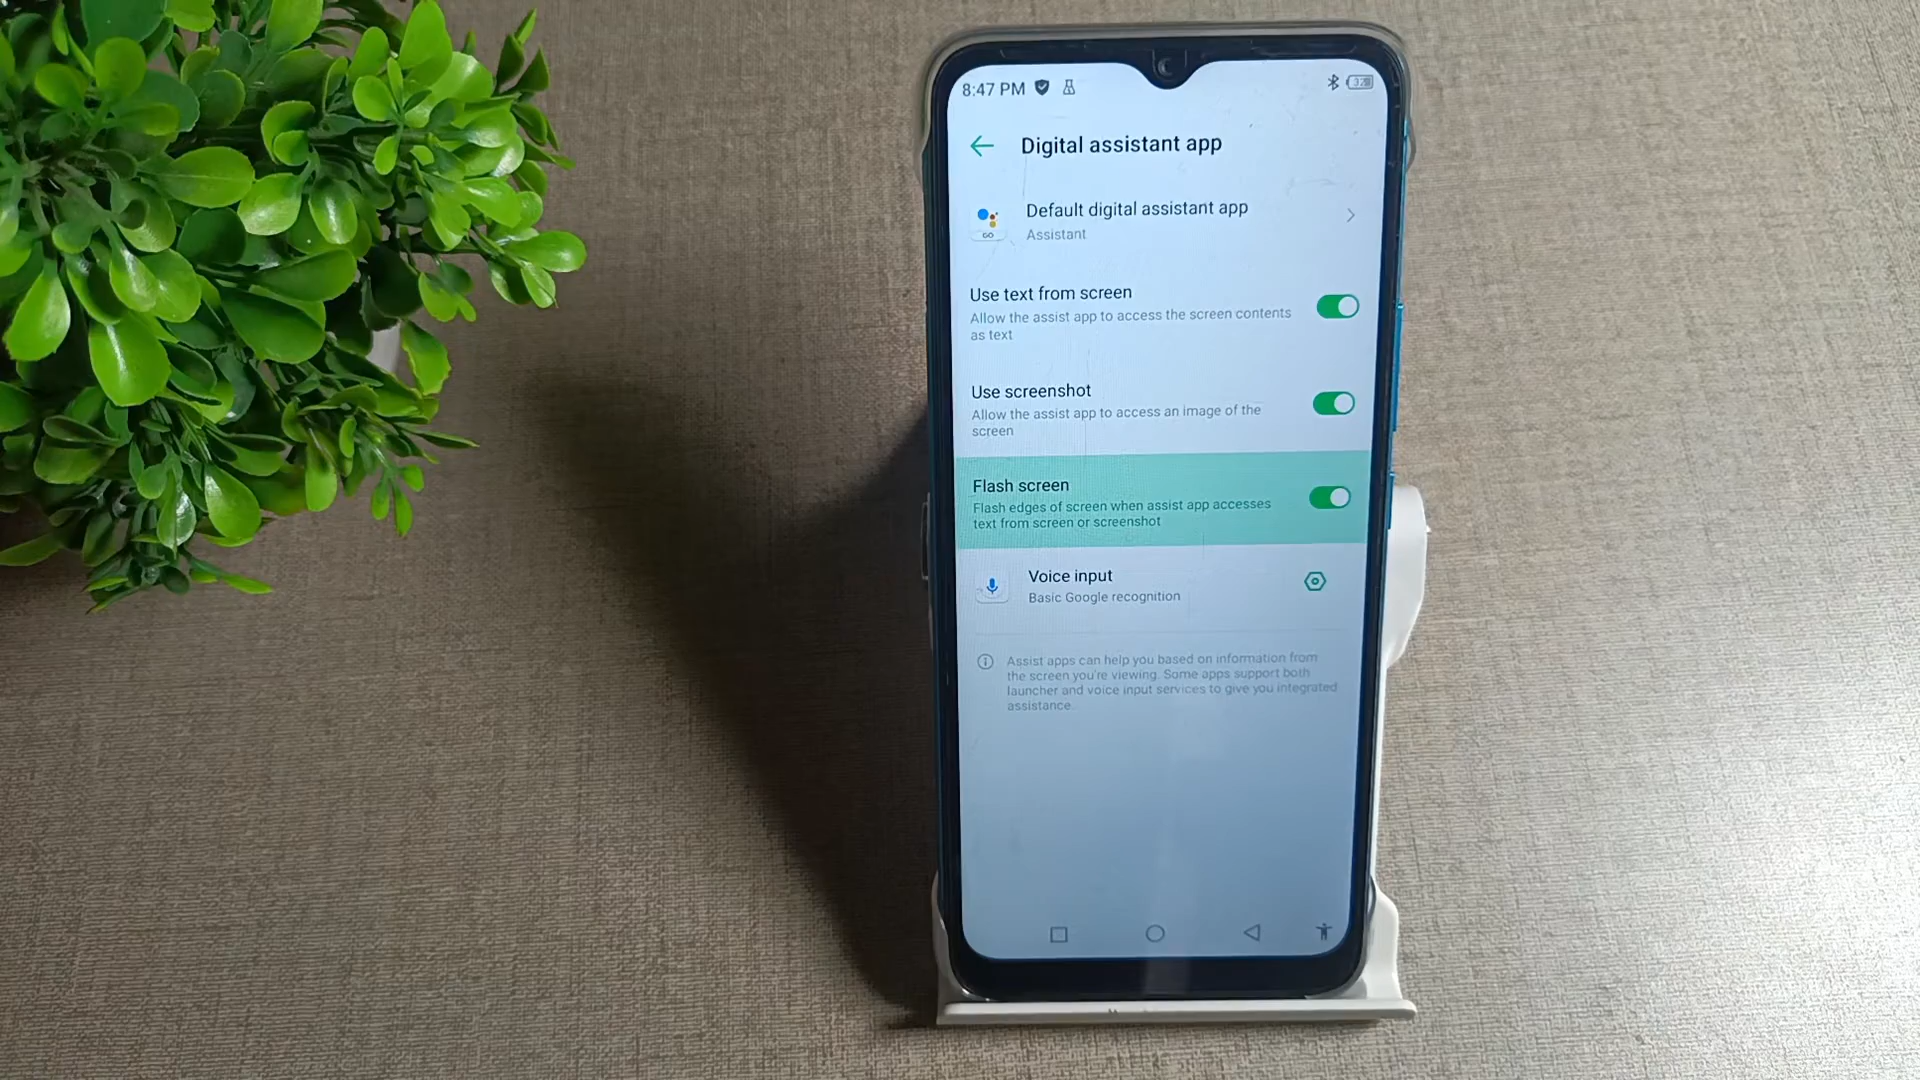 8:47 PM
Digital assistant app
Default digital assistant app
Assistant
GO
Use text from screen
Allow the assist app to access the screen contents
as text
Use screenshot
Allow the assist app to access an image of the
screen
Flash screen
Flash edges of screen when assist app accesses
text from screen or screenshot
Voice input
Basic Google recognition
Assist apps can help you based on information from
the screen you're viewing. Some apps support both
launcher and voice input services to give you integrated
assistance.